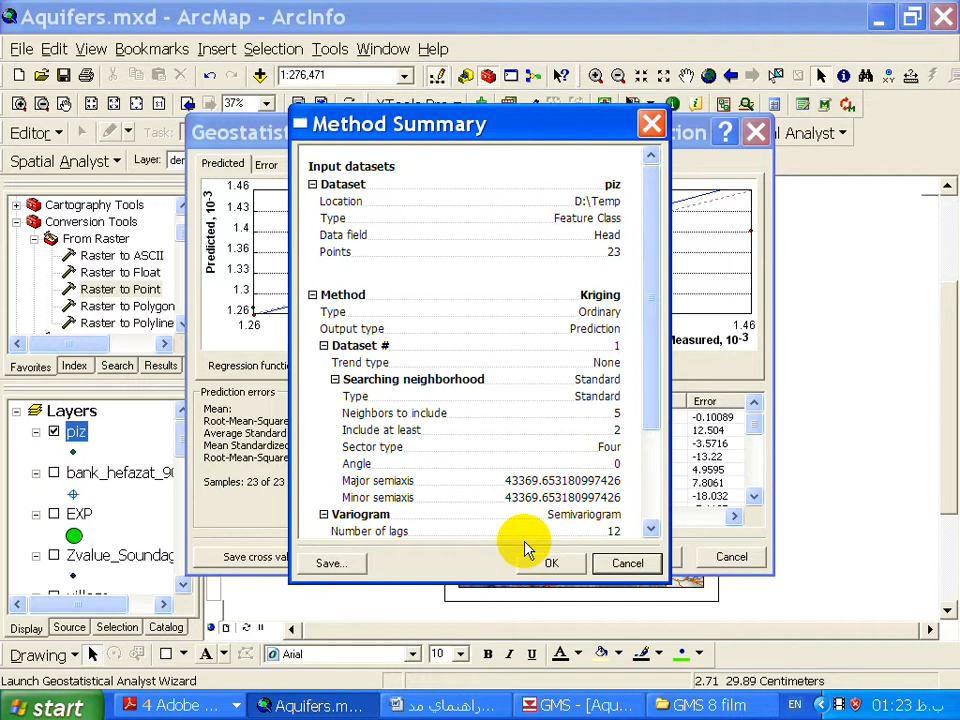 Aquifers.mxd - ArcMap - ArcInfo
File Edit View Bookmarks Insert Selection Tools Window Help
1:276,471
37%
XTools Pro
Editor Task:
Analyst
Spatial Analyst Layer:
Cartography Tools
Conversion Tools
From Raster
Raster to ASCII
Raster to Float
Raster to Point
Raster to Polygon
Raster to Polyline
Favorites Index Search Results
Layers
piz
EXP
Zvalue_Soundag
Display Source Selection Catalog
Predicted Error
Predicted, 10⁻³
1.46
1.43
1.4
1.36
1.33
1.3
1.26
1.26
Regression functi
Prediction errors
Mean:
Root-Mean-Square
Average Standard
Mean Standardized
Root-Mean-Square
Samples: 23 of 23
Save cross val
Method Summary
Input datasets
Dataset piz
Location D:\Temp
Type Feature Class
Data field Head
Points 23
Method Kriging
Type Ordinary
Output type Prediction
Dataset # 1
Trend type None
Searching neighborhood Standard
Type Standard
Neighbors to include 5
Include at least 2
Sector type Four
Angle 0
Major semiaxis 43369.653180997426
Minor semiaxis 43369.653180997426
Variogram Semivariogram
Number of lags 12
Save... OK Cancel
1.46
Measured, 10⁻³
Error
-0.10089
12.504
-3.5716
-13.22
4.9595
7.8061
-18.032
Cancel
Drawing A Arial 10 B I U A
Launch Geostatistical Analyst Wizard
2.71 29.89 Centimeters
start
4 Adobe ...
Aquifers.m...
راهنماي مد...
GMS - [Aqu...
GMS 8 film
EN
01:23 ب.ظ